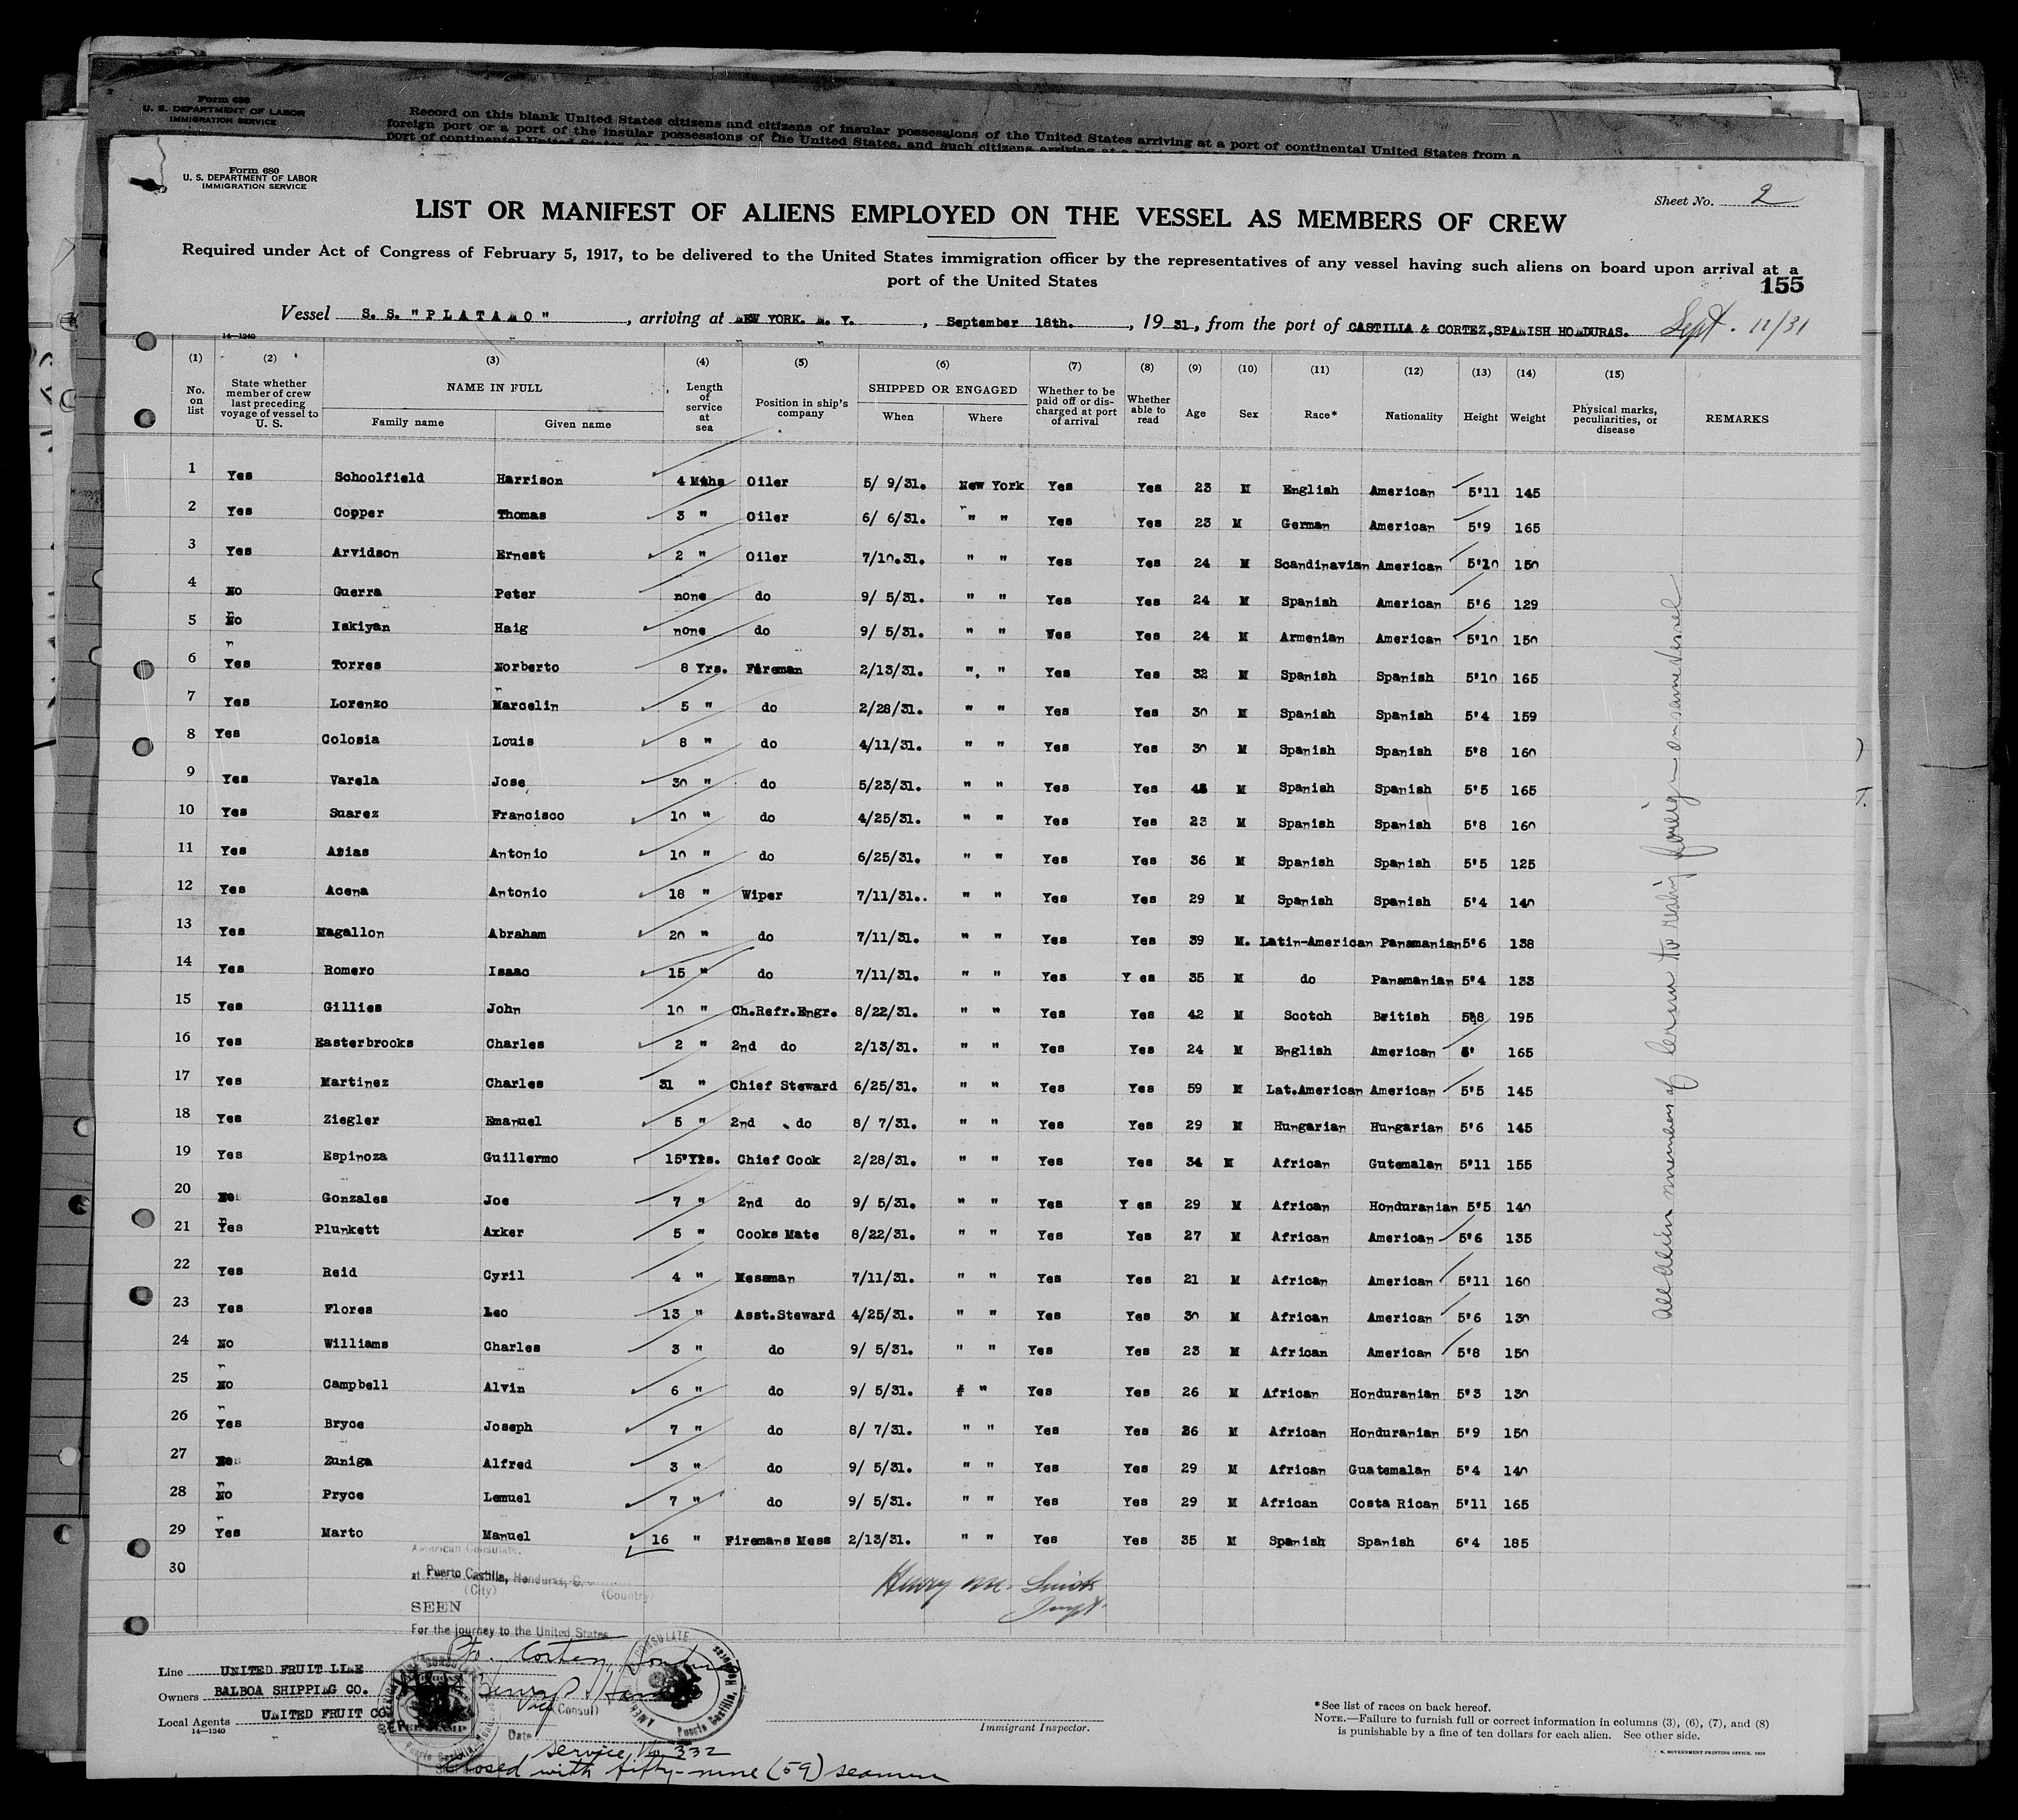 Form 680
U. S. DEPARTMENT OF LABOR
IMMIGRATION SERVICE
Record on this blank United States citizens and citizens of insular possessions of the United States arriving at a port of continental United States from a
foreign port or a port of the insular possessions of the United States, and such citizens arriving at a port
Form 680
U. S. DEPARTMENT OF LABOR
IMMIGRATION SERVICE
Sheet No. 2
LIST OR MANIFEST OF ALIENS EMPLOYED ON THE VESSEL AS MEMBERS OF CREW
Required under Act of Congress of February 5, 1917, to be delivered to the United States immigration officer by the representatives of any vessel having such aliens on board upon arrival at a
port of the United States
155
Vessel S. S. "PLATANO", arriving at NEW YORK. N. Y., September 18th., 1931, from the port of CASTILLA & CORTEZ, SPANISH HONDURAS. Sept. 12/31
14-1240
(1) (2) (3) (4) (5) (6) (7) (8) (9) (10) (11) (12) (13) (14) (15)
No. on list State whether member of crew last preceding voyage of vessel to U. S. NAME IN FULL Family name Given name Length of service at sea Position in ship's company SHIPPED OR ENGAGED When Where Whether to be paid off or discharged at port of arrival Whether able to read Age Sex Race* Nationality Height Weight Physical marks, peculiarities, or disease REMARKS
1 Yes Schoolfield Harrison 4 Mths Oiler 5/ 9/31. New York Yes Yes 23 M English American 5'11 145
2 Yes Copper Thomas 3 " Oiler 6/ 6/31. " " Yes Yes 23 M German American 5'9 165
3 Yes Arvidson Ernest 2 " Oiler 7/10.31. " " Yes Yes 24 M Scandinavian American 5'10 150
4 No Guerra Peter none do 9/ 5/31. " " Yes Yes 24 M Spanish American 5'6 129
5 No Iskiyan Haig none do 9/ 5/31. " " Yes Yes 24 M Armenian American 5'10 150
6 Yes Torres Norberto 8 Yrs. Fireman 2/13/31. " " Yes Yes 32 M Spanish Spanish 5'10 165
7 Yes Lorenzo Marcelin 5 " do 2/28/31. " " Yes Yes 30 M Spanish Spanish 5'4 159
8 Yes Colosia Louis 8 " do 4/11/31. " " Yes Yes 30 M Spanish Spanish 5'8 160
9 Yes Varela Jose 30 " do 5/23/31. " " Yes Yes 48 M Spanish Spanish 5'5 165
10 Yes Suarez Francisco 10 " do 4/25/31. " " Yes Yes 23 M Spanish Spanish 5'8 160
11 Yes Arias Antonio 10 " do 6/25/31. " " Yes Yes 36 M Spanish Spanish 5'5 125
12 Yes Acena Antonio 18 " Wiper 7/11/31.. " " Yes Yes 29 M Spanish Spanish 5'4 140
13 Yes Magallon Abraham 20 " do 7/11/31. " " Yes Yes 39 M. Latin-American Panamanian 5'6 138
14 Yes Romero Isaac 15 " do 7/11/31. " " Yes Y es 35 M do Panamanian 5'4 133
15 Yes Gillies John 10 " Ch.Refr.Engr. 8/22/31. " " Yes Yes 42 M Scotch British 5'8 195
16 Yes Easterbrooks Charles 2 " 2nd do 2/13/31. " " Yes Yes 24 M English American 6' 165
17 Yes Martinez Charles 31 " Chief Steward 6/25/31. " " Yes Yes 59 M Lat.American American 5'5 145
18 Yes Ziegler Emanuel 5 " 2nd do 8/ 7/31. " " Yes Yes 29 M Hungarian Hungarian 5'6 145
19 Yes Espinoza Guillermo 15 Yrs. Chief Cook 2/28/31. " " Yes Yes 34 M African Gutemalan 5'11 155
20 No Gonzales Joe 7 " 2nd do 9/ 5/31. " " Yes Y es 29 M African Honduranian 5'5 140
21 Yes Plunkett Axker 5 " Cooks Mate 8/22/31. " " Yes Yes 27 M African American 5'6 135
22 Yes Reid Cyril 4 " Messman 7/11/31. " " Yes Yes 21 M African American 5'11 160
23 Yes Flores Leo 13 " Asst.Steward 4/25/31. " " Yes Yes 30 M African American 5'6 130
24 No Williams Charles 3 " do 9/ 5/31. " " Yes Yes 23 M African American 5'8 150
25 No Campbell Alvin 6 " do 9/ 5/31. # " Yes Yes 26 M African Honduranian 5'3 130
26 Yes Bryce Joseph 7 " do 8/ 7/31. " " Yes Yes 26 M African Honduranian 5'9 150
27 No Zuniga Alfred 3 " do 9/ 5/31. " " Yes Yes 29 M African Guatemalan 5'4 140
28 No Pryce Lemuel 7 " do 9/ 5/31. " " Yes Yes 29 M African Costa Rican 5'11 165
29 Yes Marto Manuel 16 " Firemans Mess 2/13/31. " " Yes Yes 35 M Spanish Spanish 6'4 185
30
All Alien members of crew to reship foreign on same vessel
American Consulate.
at Puerto Castilla, Honduras, C.
(City) (Country)
SEEN
For the journey to the United States
Pto. Cortez, Honduras
Henry M. Smith
Inspt
Vice (Consul)
Date
Service No 332
Closed with fifty-nine (59) seamen
Line UNITED FRUIT LINE
Owners BALBOA SHIPPING CO.
Local Agents UNITED FRUIT CO.
14-1240
Immigrant Inspector.
*See list of races on back hereof.
NOTE.—Failure to furnish full or correct information in columns (3), (6), (7), and (8)
is punishable by a fine of ten dollars for each alien. See other side.